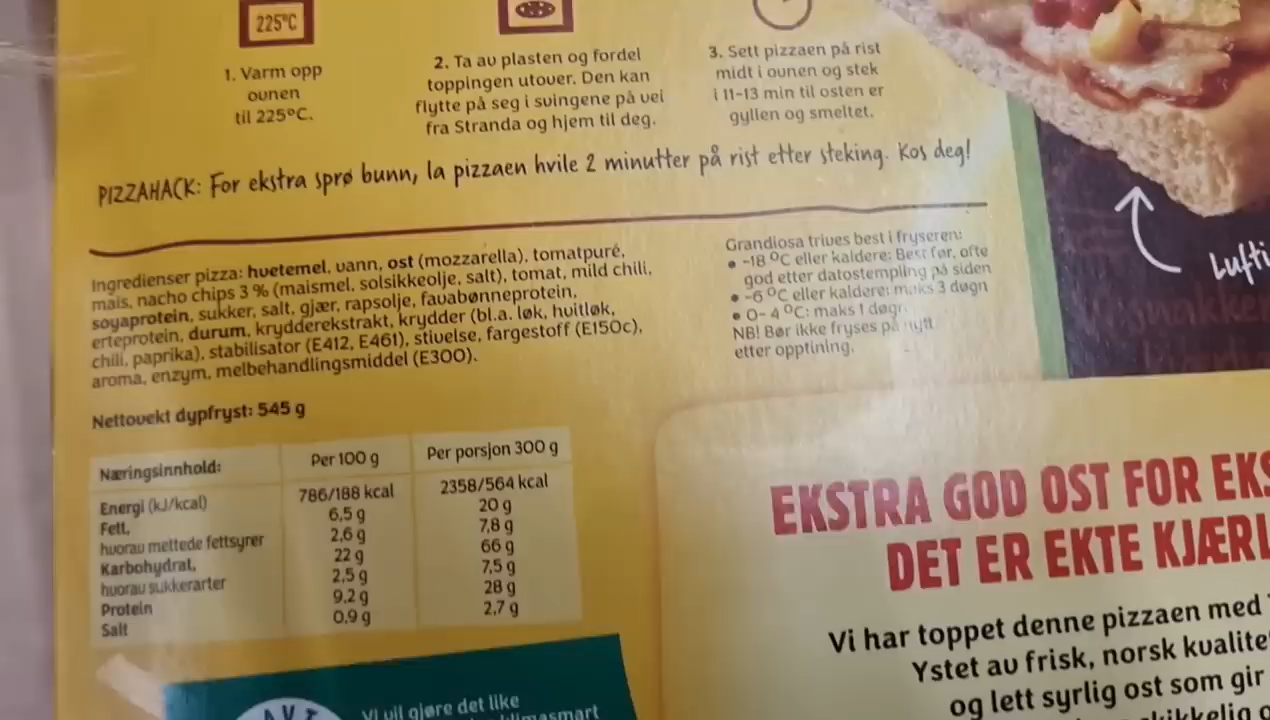 225°C
1. Varm opp
ovnen
til 225°C.
2. Ta av plasten og fordel
toppingen utover. Den kan
flytte på seg i svingene på vei
fra Stranda og hjem til deg.
3. Sett pizzaen på rist
midt i ovnen og stek
i 11-13 min til osten er
gyllen og smeltet.
PIZZAHACK: For ekstra sprø bunn, la pizzaen hvile 2 minutter på rist etter steking. Kos deg!
Ingredienser pizza: hvetemel, vann, ost (mozzarella), tomatpuré,
mais, nacho chips 3 % (maismel, solsikkeolje, salt), tomat, mild chili,
soyaprotein, sukker, salt, gjær, rapsolje, favabønneprotein,
erteprotein, durum, krydderekstrakt, krydder (bl.a. løk, hvitløk,
chili, paprika), stabilisator (E412, E461), stivelse, fargestoff (E150c),
aroma, enzym, melbehandlingsmiddel (E300).
Nettovekt dypfryst: 545 g
Grandiosa trives best i fryseren:
• -18 °C eller kaldere: Best før, ofte
god etter datostempling på siden
• -6 °C eller kaldere: maks 3 døgn
• 0- 4 °C: maks 1 døgn
NB! Bør ikke fryses på nytt
etter opptining.
Lufti
Næringsinnhold: Per 100 g Per porsjon 300 g
Energi (kJ/kcal) 786/188 kcal 2358/564 kcal
Fett, 6,5 g 20 g
hvorav mettede fettsyrer 2,6 g 7,8 g
Karbohydrat, 22 g 66 g
hvorav sukkerarter 2,5 g 7,5 g
Protein 9,2 g 28 g
Salt 0,9 g 2,7 g
EKSTRA GOD OST FOR EKS
DET ER EKTE KJÆRL
Vi har toppet denne pizzaen med
Ystet av frisk, norsk kvalite
og lett syrlig ost som gir
Vi vil gjøre det like
klimasmart